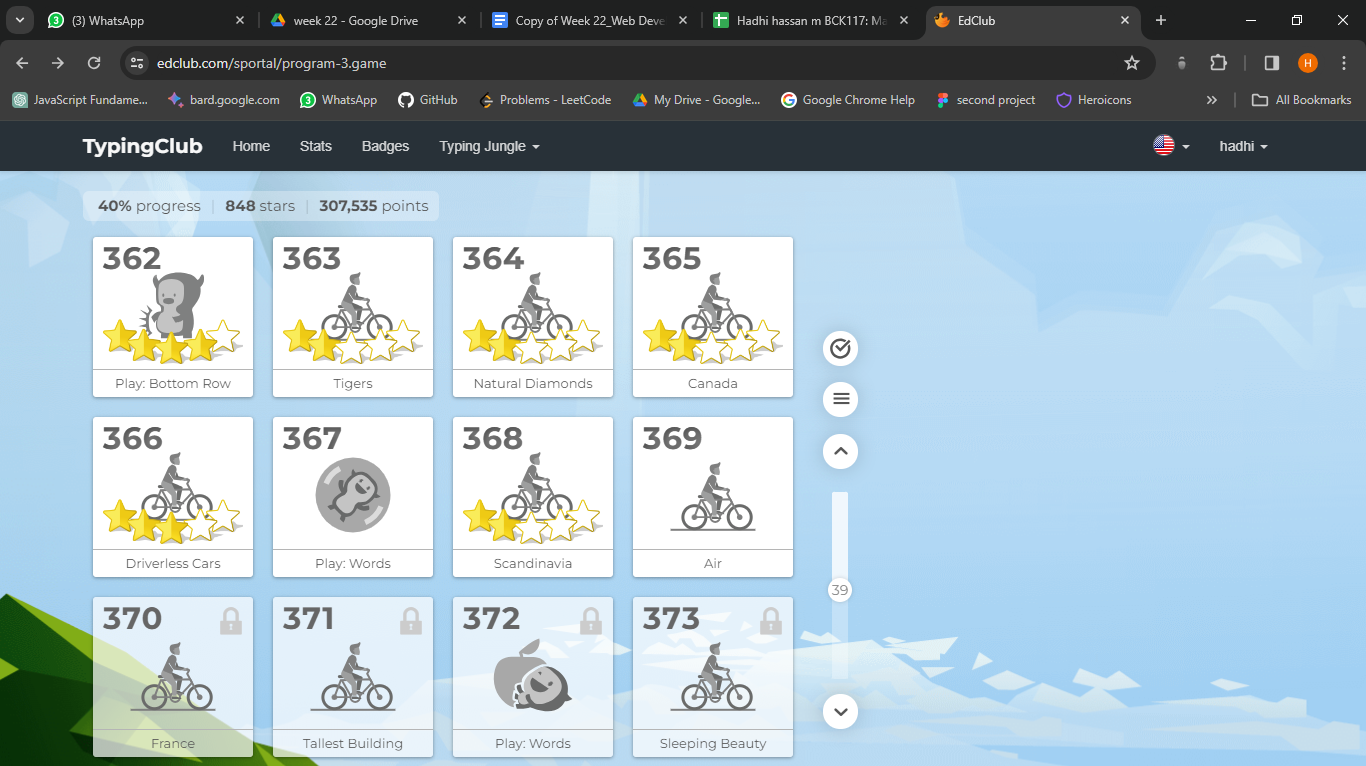 (3) WhatsApp
week 22 - Google Drive
Copy of Week 22_Web Deve
Hadhi hassan m BCK117: Ma
EdClub
edclub.com/sportal/program-3.game
H
JavaScript Fundame...
bard.google.com
3 WhatsApp
GitHub
Problems - LeetCode
My Drive - Google...
Google Chrome Help
second project
Heroicons
All Bookmarks
TypingClub Home Stats Badges Typing Jungle hadhi
40% progress | 848 stars | 307,535 points
362 363 364 365
Play: Bottom Row Tigers Natural Diamonds Canada
366 367 368 369
Driverless Cars Play: Words Scandinavia Air
39
370 371 372 373
France Tallest Building Play: Words Sleeping Beauty